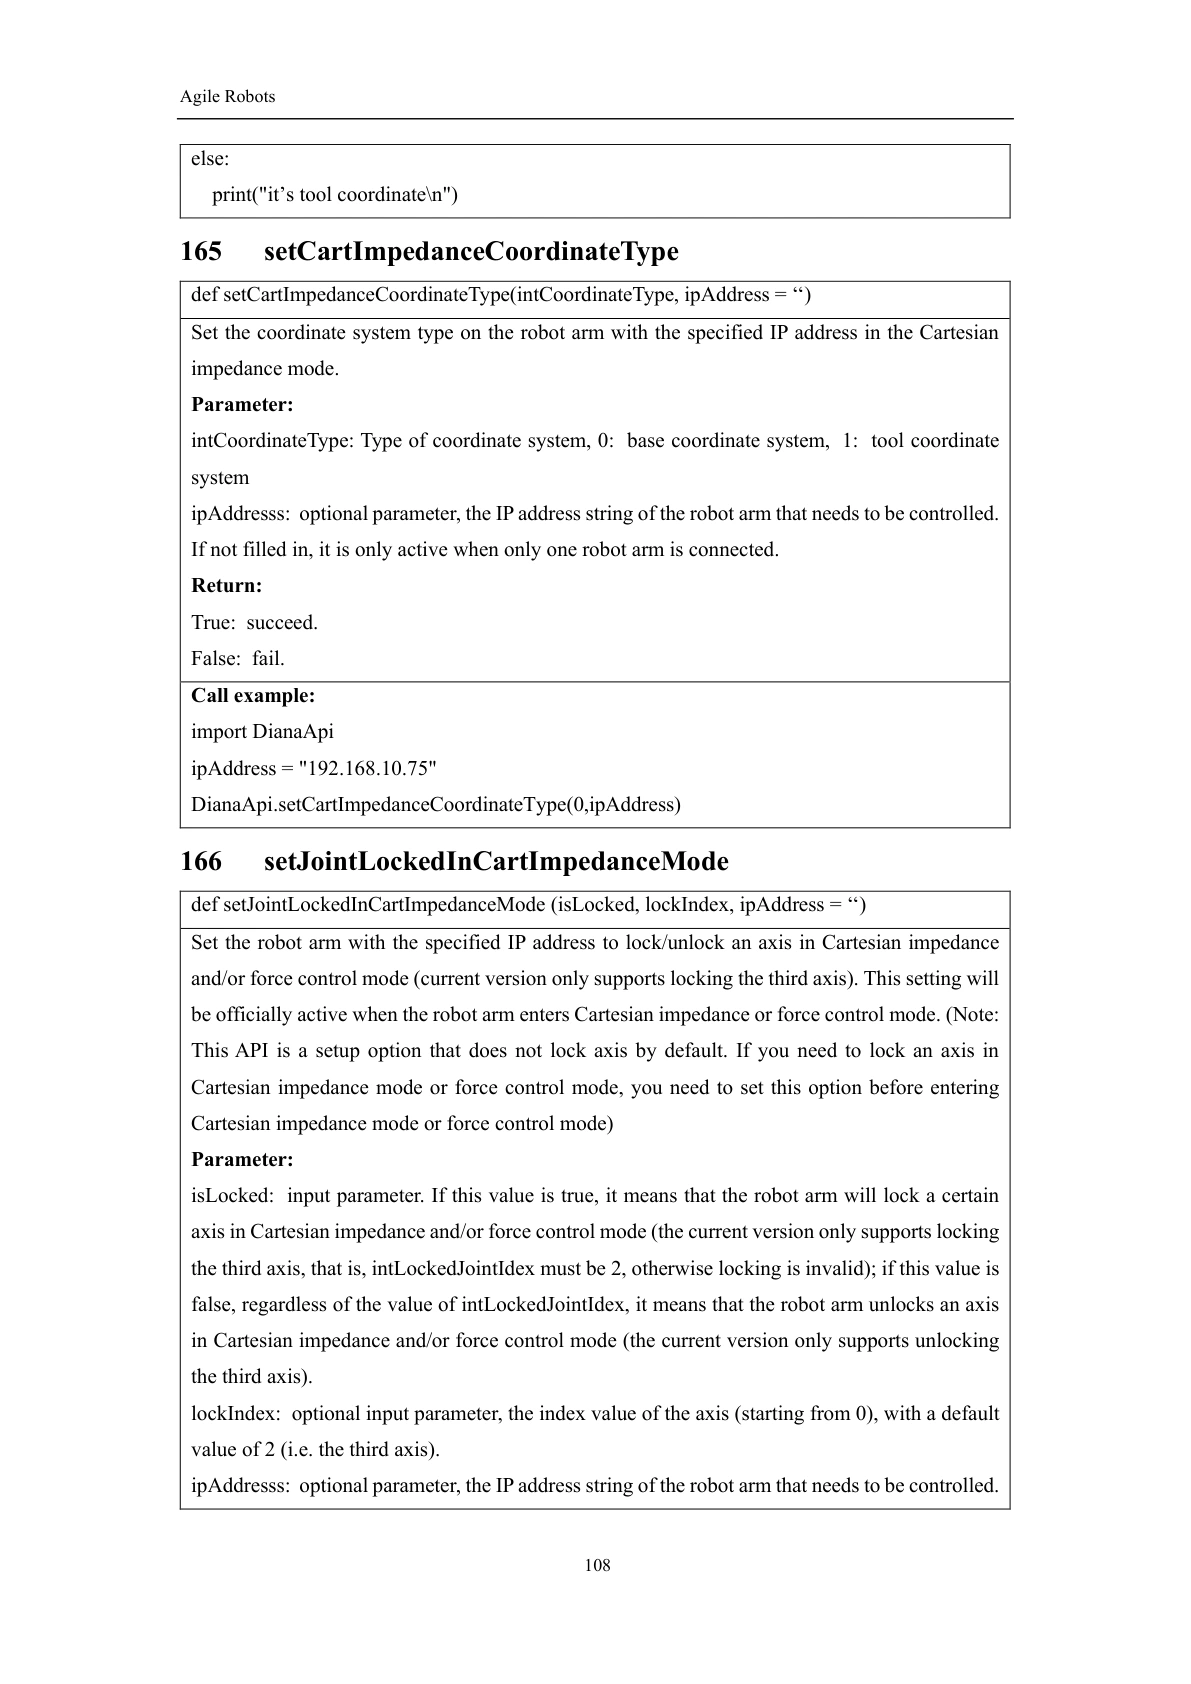 Agile Robots
else:
print("it’s tool coordinate\n")
165 setCartImpedanceCoordinateType
def setCartImpedanceCoordinateType(intCoordinateType, ipAddress = “)
Set the coordinate system type on the robot arm with the specified IP address in the Cartesian
impedance mode.
Parameter:
intCoordinateType: Type of coordinate system, 0: base coordinate system, 1: tool coordinate
system
ipAddresss: optional parameter, the IP address string of the robot arm that needs to be controlled.
If not filled in, it is only active when only one robot arm is connected.
Return:
True: succeed.
False: fail.
Call example:
import DianaApi
ipAddress = "192.168.10.75"
DianaApi.setCartImpedanceCoordinateType(0,ipAddress)
166 setJointLockedInCartImpedanceMode
def setJointLockedInCartImpedanceMode (isLocked, lockIndex, ipAddress = “)
Set the robot arm with the specified IP address to lock/unlock an axis in Cartesian impedance
and/or force control mode (current version only supports locking the third axis). This setting will
be officially active when the robot arm enters Cartesian impedance or force control mode. (Note:
This API is a setup option that does not lock axis by default. If you need to lock an axis in
Cartesian impedance mode or force control mode, you need to set this option before entering
Cartesian impedance mode or force control mode)
Parameter:
isLocked: input parameter. If this value is true, it means that the robot arm will lock a certain
axis in Cartesian impedance and/or force control mode (the current version only supports locking
the third axis, that is, intLockedJointIdex must be 2, otherwise locking is invalid); if this value is
false, regardless of the value of intLockedJointIdex, it means that the robot arm unlocks an axis
in Cartesian impedance and/or force control mode (the current version only supports unlocking
the third axis).
lockIndex: optional input parameter, the index value of the axis (starting from 0), with a default
value of 2 (i.e. the third axis).
ipAddresss: optional parameter, the IP address string of the robot arm that needs to be controlled.
108